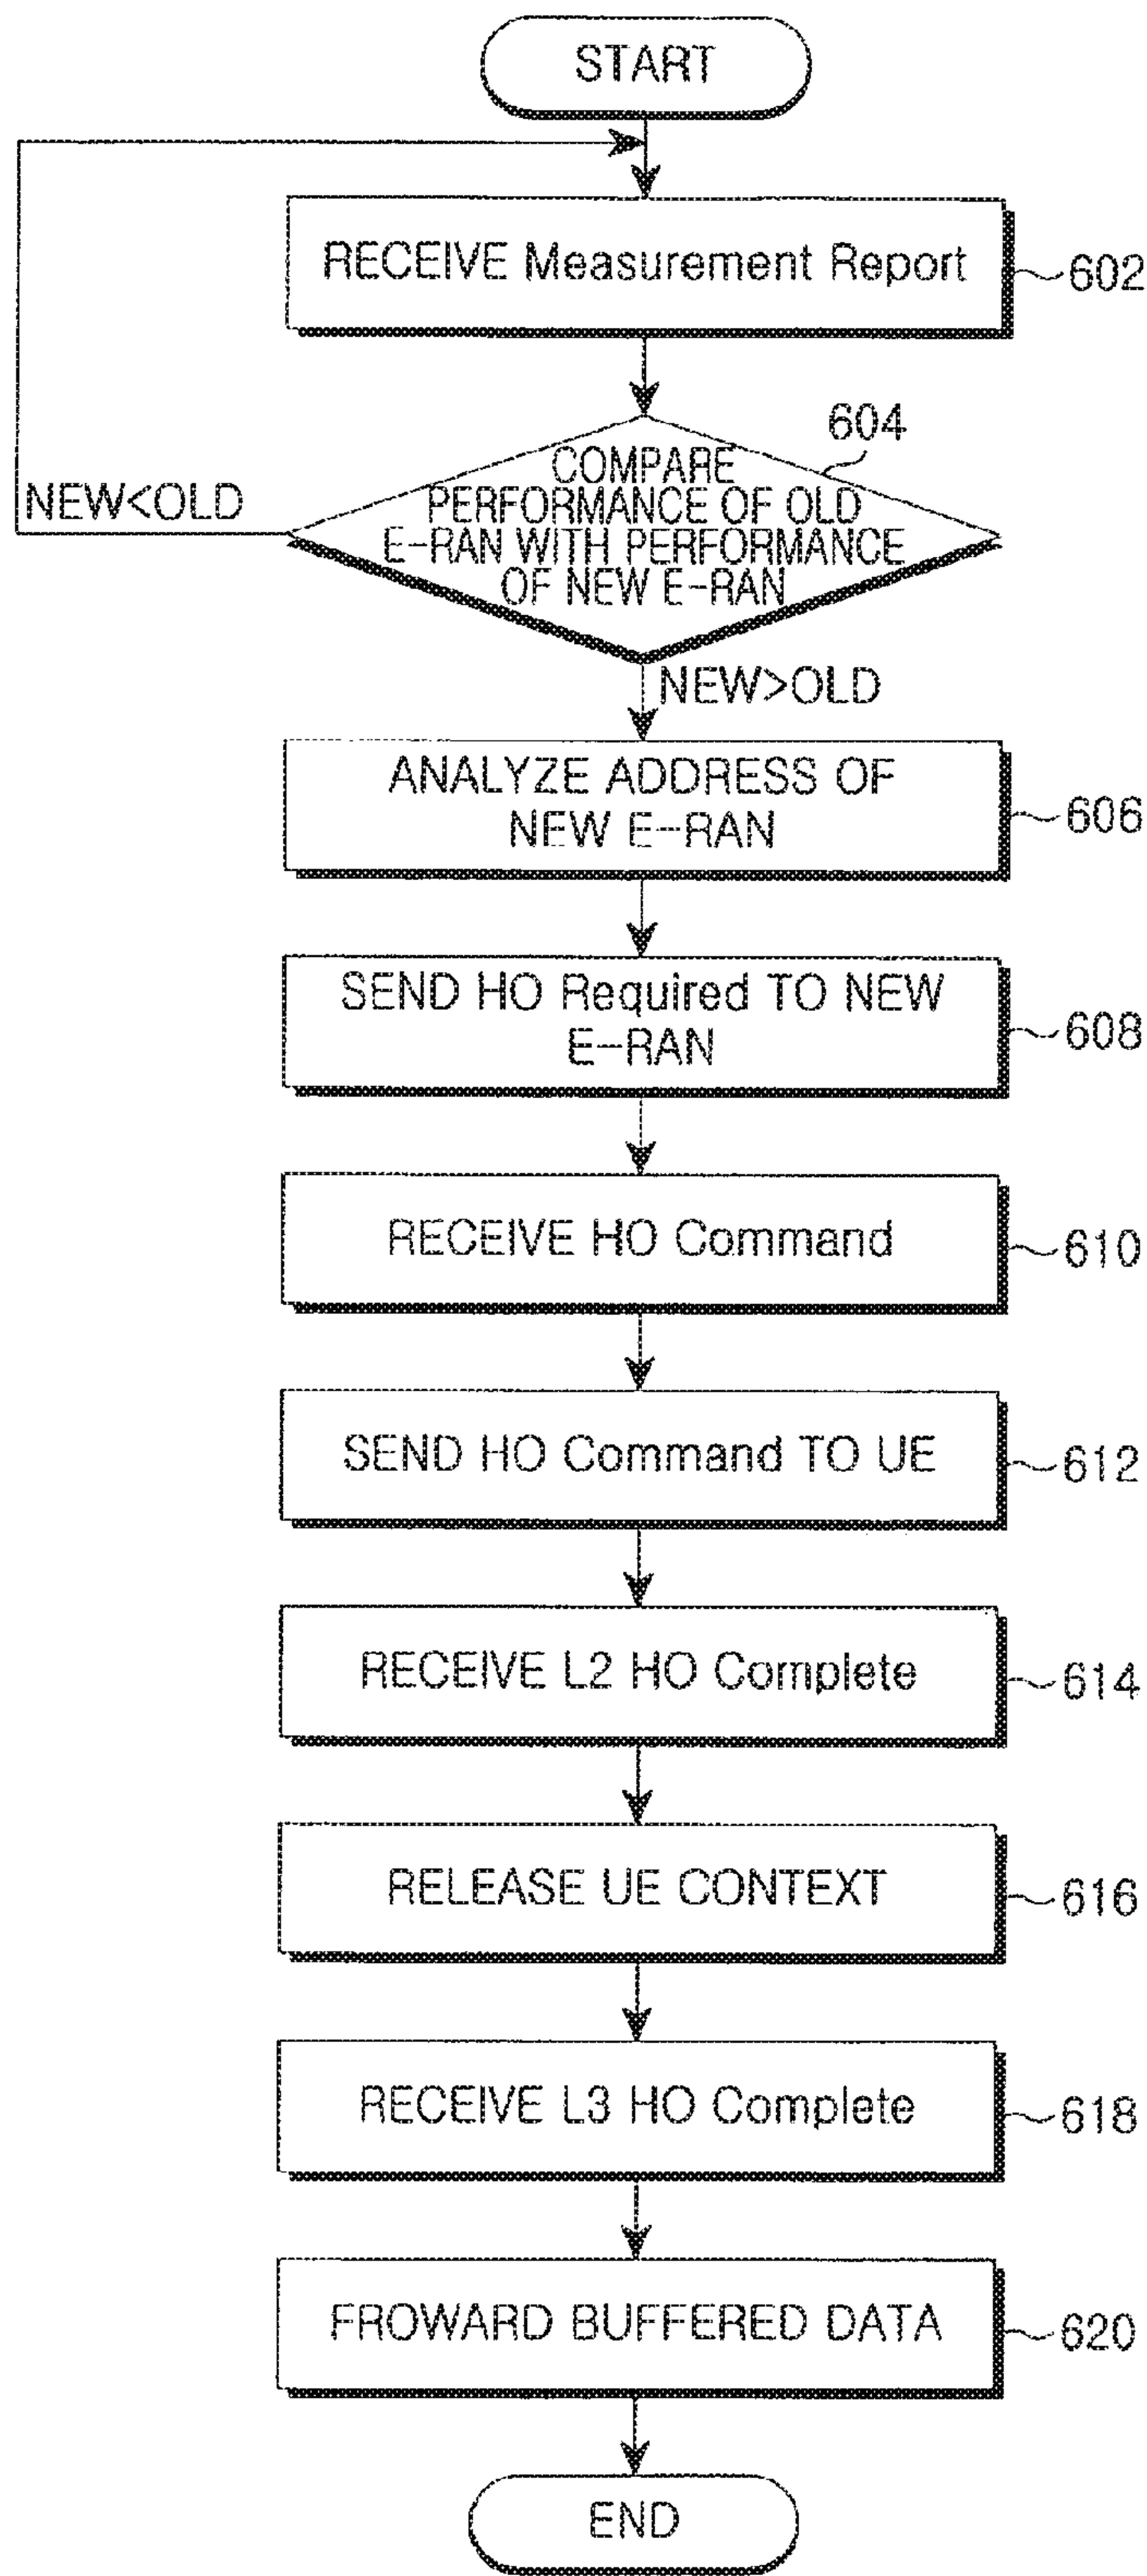 START
RECEIVE Measurement Report
602
604
COMPARE
PERFORMANCE OF OLD
E-RAN WITH PERFORMANCE
OF NEW E-RAN
NEW<OLD
NEW>OLD
ANALYZE ADDRESS OF
NEW E-RAN
606
SEND HO Required TO NEW
E-RAN
608
RECEIVE HO Command
610
SEND HO Command TO UE
612
RECEIVE L2 HO Complete
614
RELEASE UE CONTEXT
616
RECEIVE L3 HO Complete
618
FROWARD BUFFERED DATA
620
END